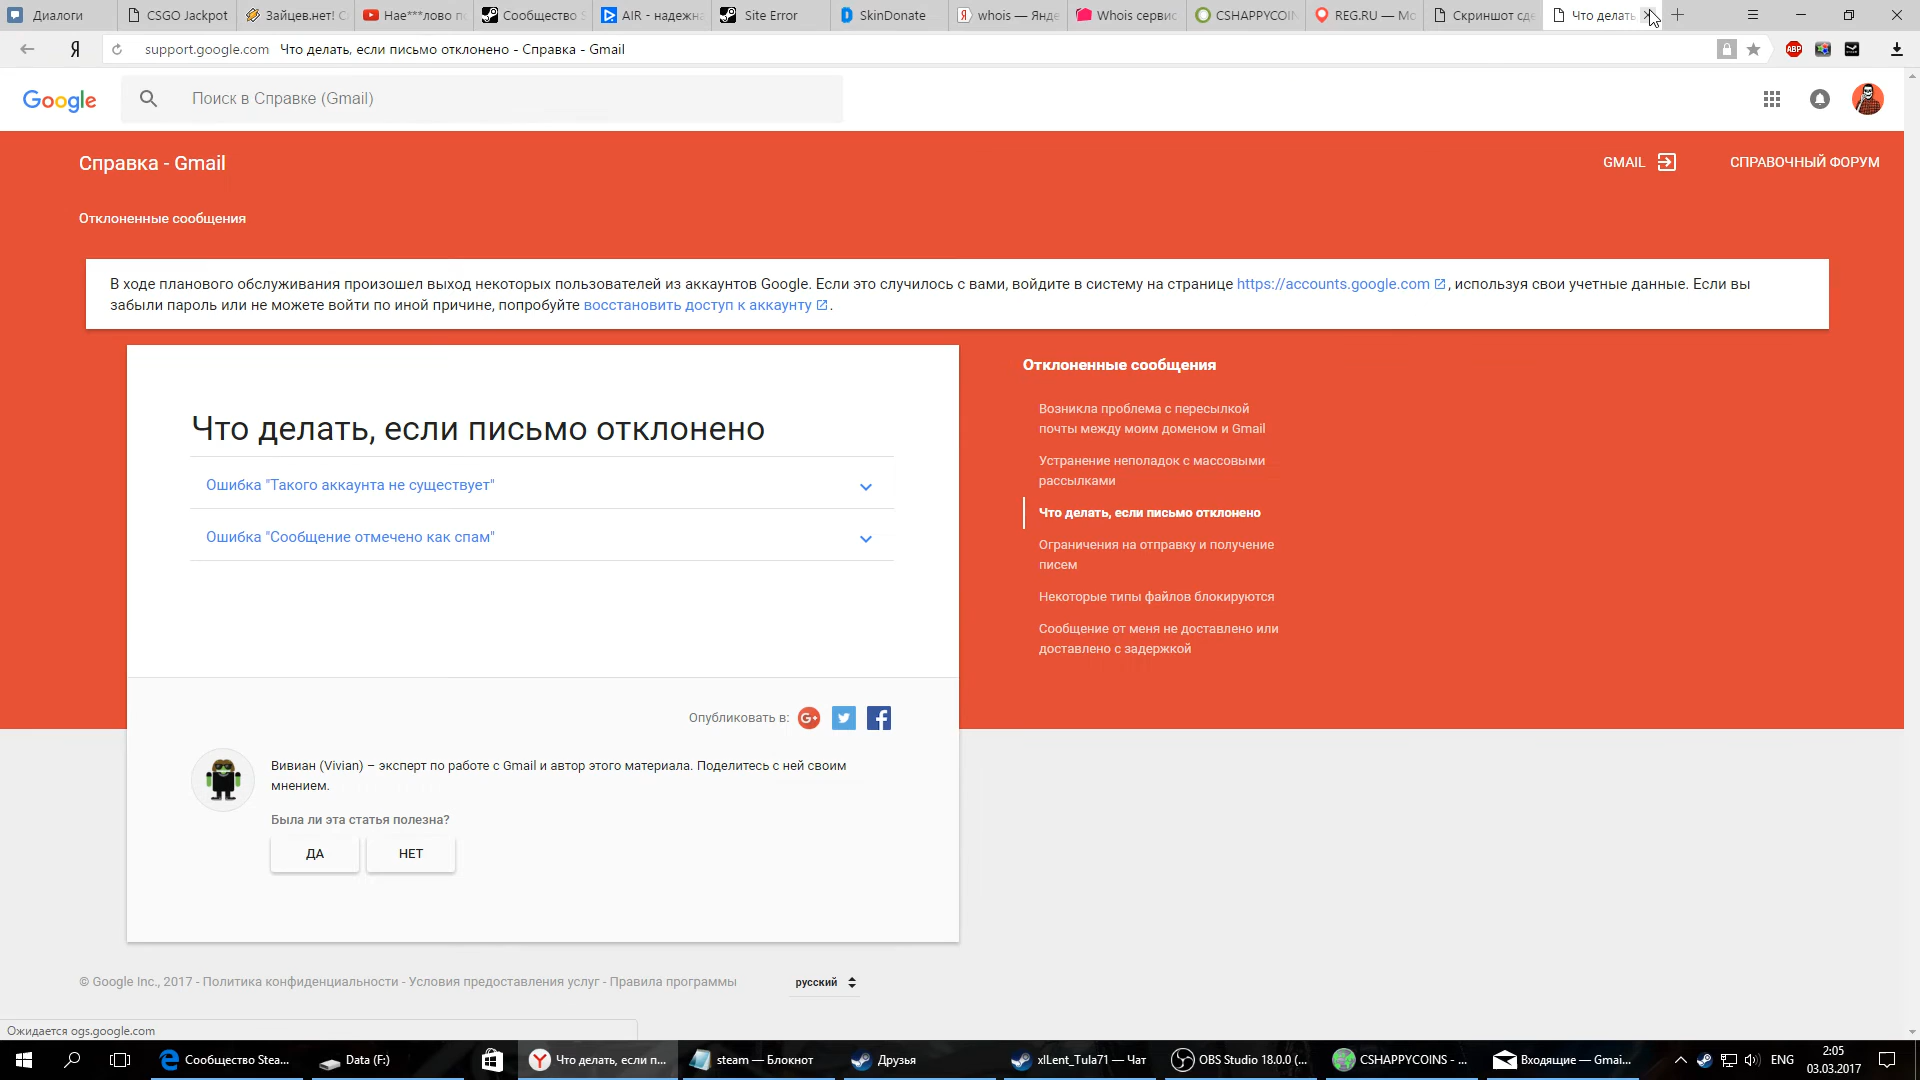 Диалоги
CSGO Jackpot
Зайцев.нет! С
Нае***лово п
Сообщество S
AIR - надежна
Site Error
SkinDonate
whois — Янде
Whois сервис
CSHAPPYCOIN
REG.RU — Мо
Скриншот сде
Что делать
support.google.com Что делать, если письмо отклонено - Справка - Gmail
ABP
Google
Поиск в Справке (Gmail)
Справка - Gmail
GMAIL
СПРАВОЧНЫЙ ФОРУМ
Отклоненные сообщения
В ходе планового обслуживания произошел выход некоторых пользователей из аккаунтов Google. Если это случилось с вами, войдите в систему на странице https://accounts.google.com , используя свои учетные данные. Если вы
забыли пароль или не можете войти по иной причине, попробуйте восстановить доступ к аккаунту .
Что делать, если письмо отклонено
Ошибка "Такого аккаунта не существует"
Ошибка "Сообщение отмечено как спам"
Отклоненные сообщения
Возникла проблема с пересылкой
почты между моим доменом и Gmail
Устранение неполадок с массовыми
рассылками
Что делать, если письмо отклонено
Ограничения на отправку и получение
писем
Некоторые типы файлов блокируются
Сообщение от меня не доставлено или
доставлено с задержкой
Опубликовать в:
Вивиан (Vivian) – эксперт по работе с Gmail и автор этого материала. Поделитесь с ней своим
мнением.
Была ли эта статья полезна?
ДА
НЕТ
© Google Inc., 2017 - Политика конфиденциальности - Условия предоставления услуг - Правила программы
русский
Ожидается ogs.google.com
Сообщество Stea...
Data (F:)
Что делать, если п...
steam — Блокнот
Друзья
xlLent_Tula71 — Чат
OBS Studio 18.0.0 (...
CSHAPPYCOINS - ...
Входящие — Gmai...
ENG
2:05
03.03.2017